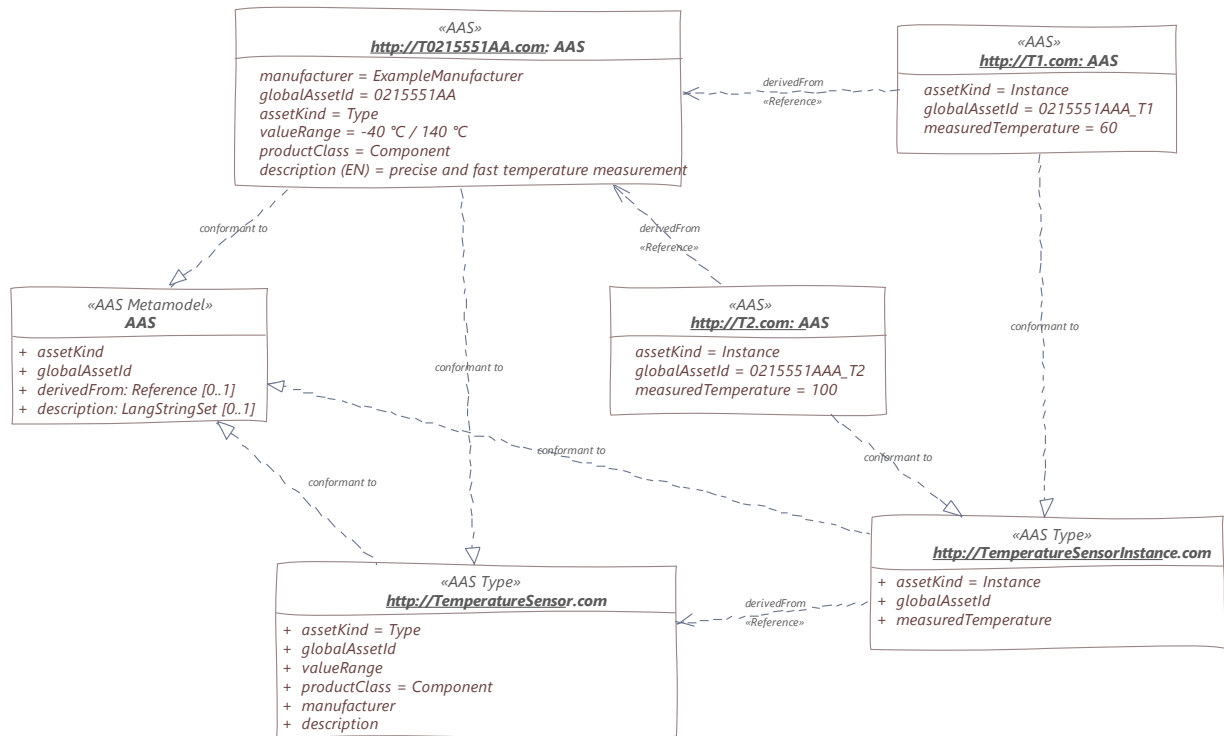 «AAS»
http://T0215551AA.com: AAS
manufacturer = ExampleManufacturer
globalAssetId = 0215551AA
assetKind = Type
valueRange = -40 °C / 140 °C
productClass = Component
description (EN) = precise and fast temperature measurement
«AAS»
http://T1.com: AAS
assetKind = Instance
globalAssetId = 0215551AAA_T1
measuredTemperature = 60
derivedFrom
«Reference»
conformant to
derivedFrom
«Reference»
«AAS Metamodel»
AAS
+ assetKind
+ globalAssetId
+ derivedFrom: Reference [0..1]
+ description: LangStringSet [0..1]
«AAS»
http://T2.com: AAS
assetKind = Instance
globalAssetId = 0215551AAA_T2
measuredTemperature = 100
conformant to
conformant to
conformant to
conformant to
conformant to
«AAS Type»
http://TemperatureSensorInstance.com
+ assetKind = Instance
+ globalAssetId
+ measuredTemperature
«AAS Type»
http://TemperatureSensor.com
+ assetKind = Type
+ globalAssetId
+ valueRange
+ productClass = Component
+ manufacturer
+ description
derivedFrom
«Reference»